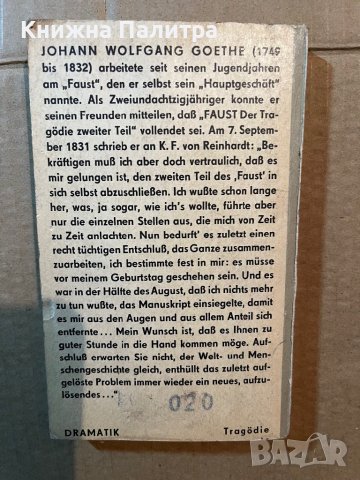 Книжна Палитра
JOHANN WOLFGANG GOETHE (1749
bis 1832) arbeitete seit seinen Jugendjahren
am „Faust", den er selbst sein „Hauptgeschäft"
nannte. Als Zweiundachtzigjähriger konnte er
seinen Freunden mitteilen, daß „FAUST Der Tra-
gödie zweiter Teil" vollendet sei. Am 7. Septem-
ber 1831 schrieb er an K. F. von Reinhardt: „Be-
kräftigen muß ich aber doch vertraulich, daß es
mir gelungen ist, den zweiten Teil des ‚Faust' in
sich selbst abzuschließen. Ich wußte schon lange
her, was, ja sogar, wie ich's wollte, führte aber
nur die einzelnen Stellen aus, die mich von Zeit
zu Zeit anlachten. Nun bedurft' es zuletzt einen
recht tüchtigen Entschluß, das Ganze zusammen-
zuarbeiten, ich bestimmte fest in mir: es müsse
vor meinem Geburtstag geschehen sein. Und es
war in der Hälfte des August, daß ich nichts mehr
zu tun wußte, das Manuskript einsiegelte, damit
es mir aus den Augen und aus allem Anteil sich
entfernte... Mein Wunsch ist, daß es Ihnen zu
guter Stunde in die Hand kommen möge. Auf-
schluß erwarten Sie nicht, der Welt- und Men-
schengeschichte gleich, enthüllt das zuletzt auf-
gelöste Problem immer wieder ein neues, aufzu-
lösendes..."
020
DRAMATIK Tragödie
BAZAR